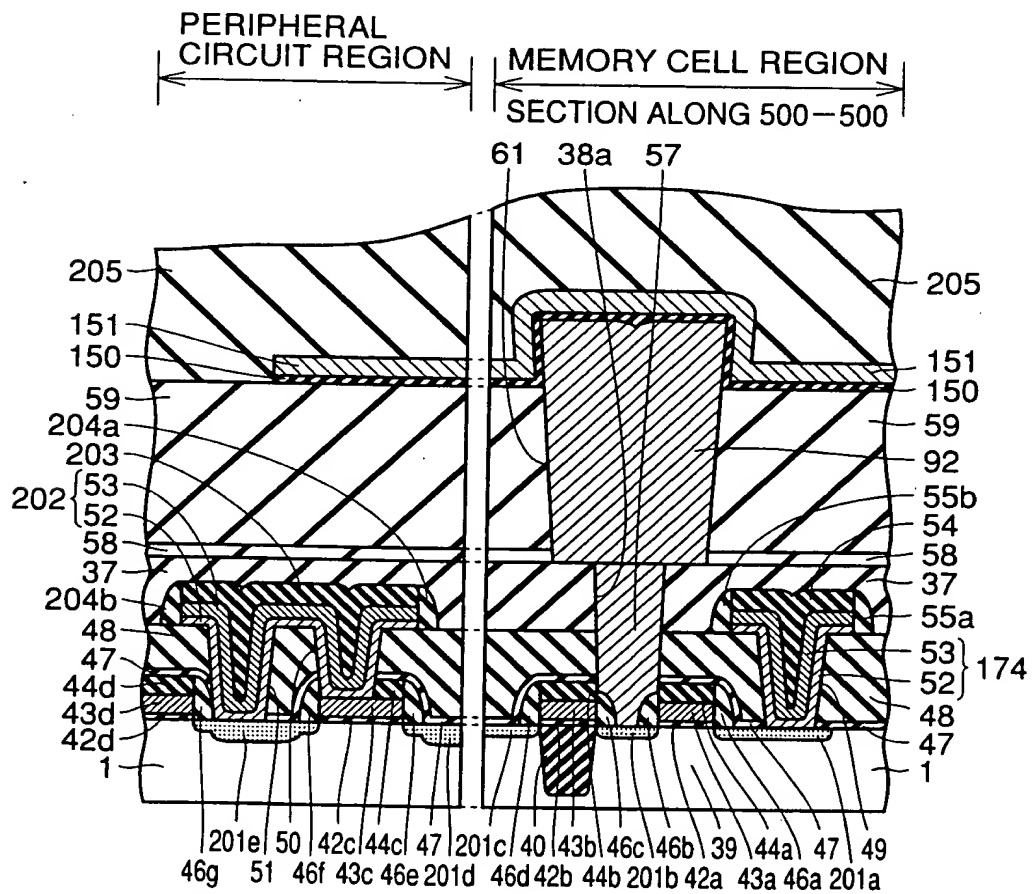 PERIPHERAL
CIRCUIT REGION
MEMORY CELL REGION
SECTION ALONG 500–500
61 38a 57
205
151
150
59
204a
203
202 { 53
52
58
37
204b
48
47
44d
43d
42d
1
205
151
150
59
92
55b
54
58
37
55a
53
52 } 174
48
47
1
201e 50 42c 44c 47 201c 40 43b 46c 46b 39 44a 47 49
46g 51 46f 43c 46e 201d 46d 42b 44b 201b 42a 43a 46a 201a